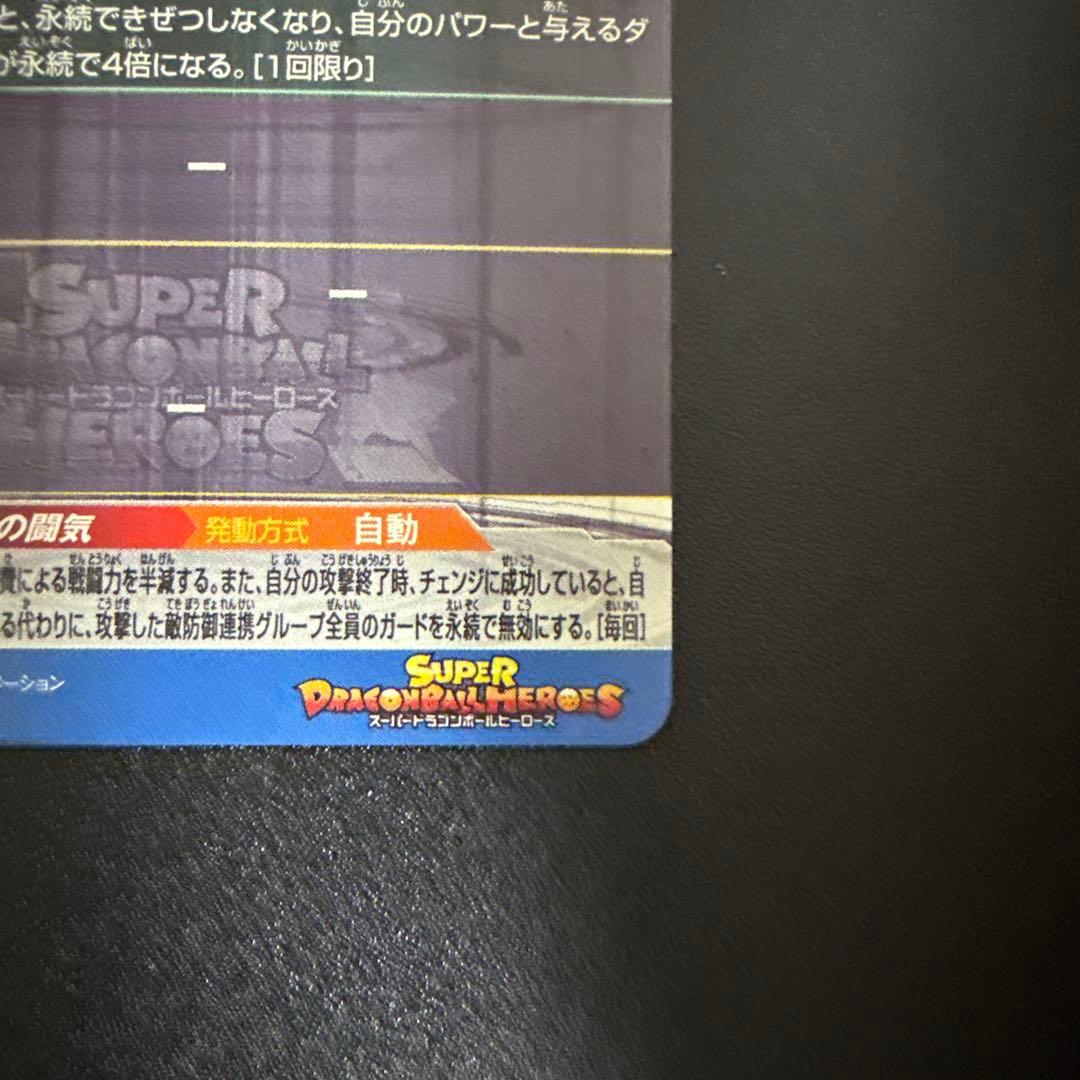 と、永続できぜつしなくなり、自分のパワーと与えるダ
が永続で4倍になる。[1回限り]
SUPER
DRAGONBALL
スーパードラゴンボールヒーローズ
HEROES
の闘気 発動方式 自動
費による戦闘力を半減する。また、自分の攻撃終了時、チェンジに成功していると、自
る代わりに、攻撃した敵防御連携グループ全員のガードを永続で無効にする。[毎回]
ーション
SUPER
DRAGONBALL HEROES
スーパードラゴンボールヒーローズ